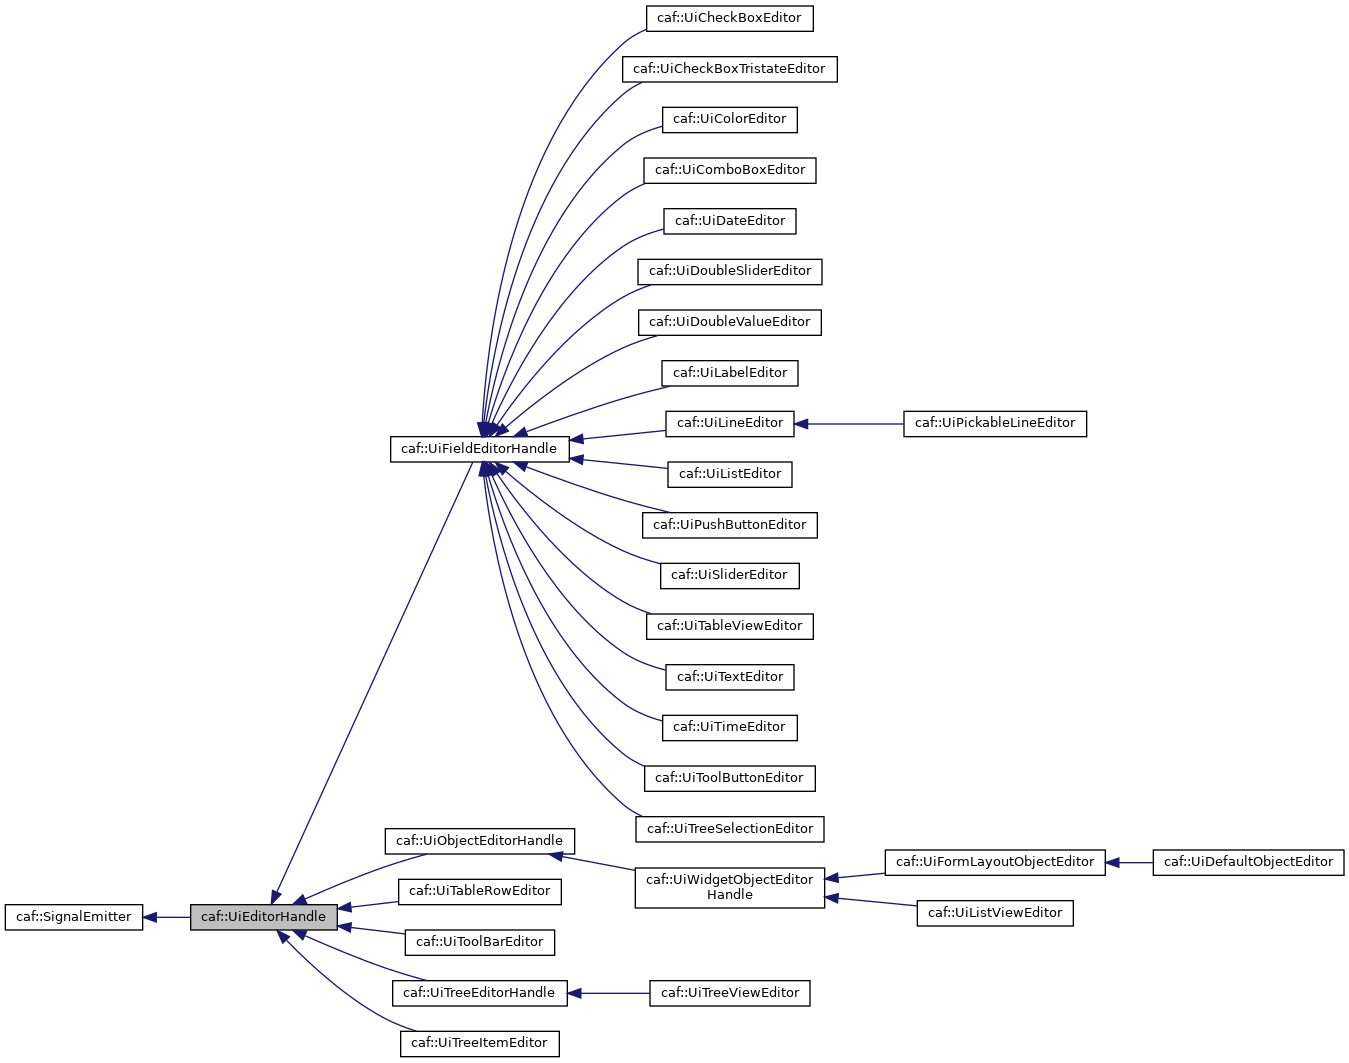 caf::UiCheckBoxEditor
caf::UiCheckBoxTristateEditor
caf::UiColorEditor
caf::UiComboBoxEditor
caf::UiDateEditor
caf::UiDoubleSliderEditor
caf::UiDoubleValueEditor
caf::UiLabelEditor
caf::UiLineEditor
caf::UiPickableLineEditor
caf::UiFieldEditorHandle
caf::UiListEditor
caf::UiPushButtonEditor
caf::UiSliderEditor
caf::UiTableViewEditor
caf::UiTextEditor
caf::UiTimeEditor
caf::UiToolButtonEditor
caf::UiTreeSelectionEditor
caf::UiObjectEditorHandle
caf::UiWidgetObjectEditor
Handle
caf::UiFormLayoutObjectEditor
caf::UiDefaultObjectEditor
caf::UiTableRowEditor
caf::UiListViewEditor
caf::SignalEmitter
caf::UiEditorHandle
caf::UiToolBarEditor
caf::UiTreeEditorHandle
caf::UiTreeViewEditor
caf::UiTreeItemEditor